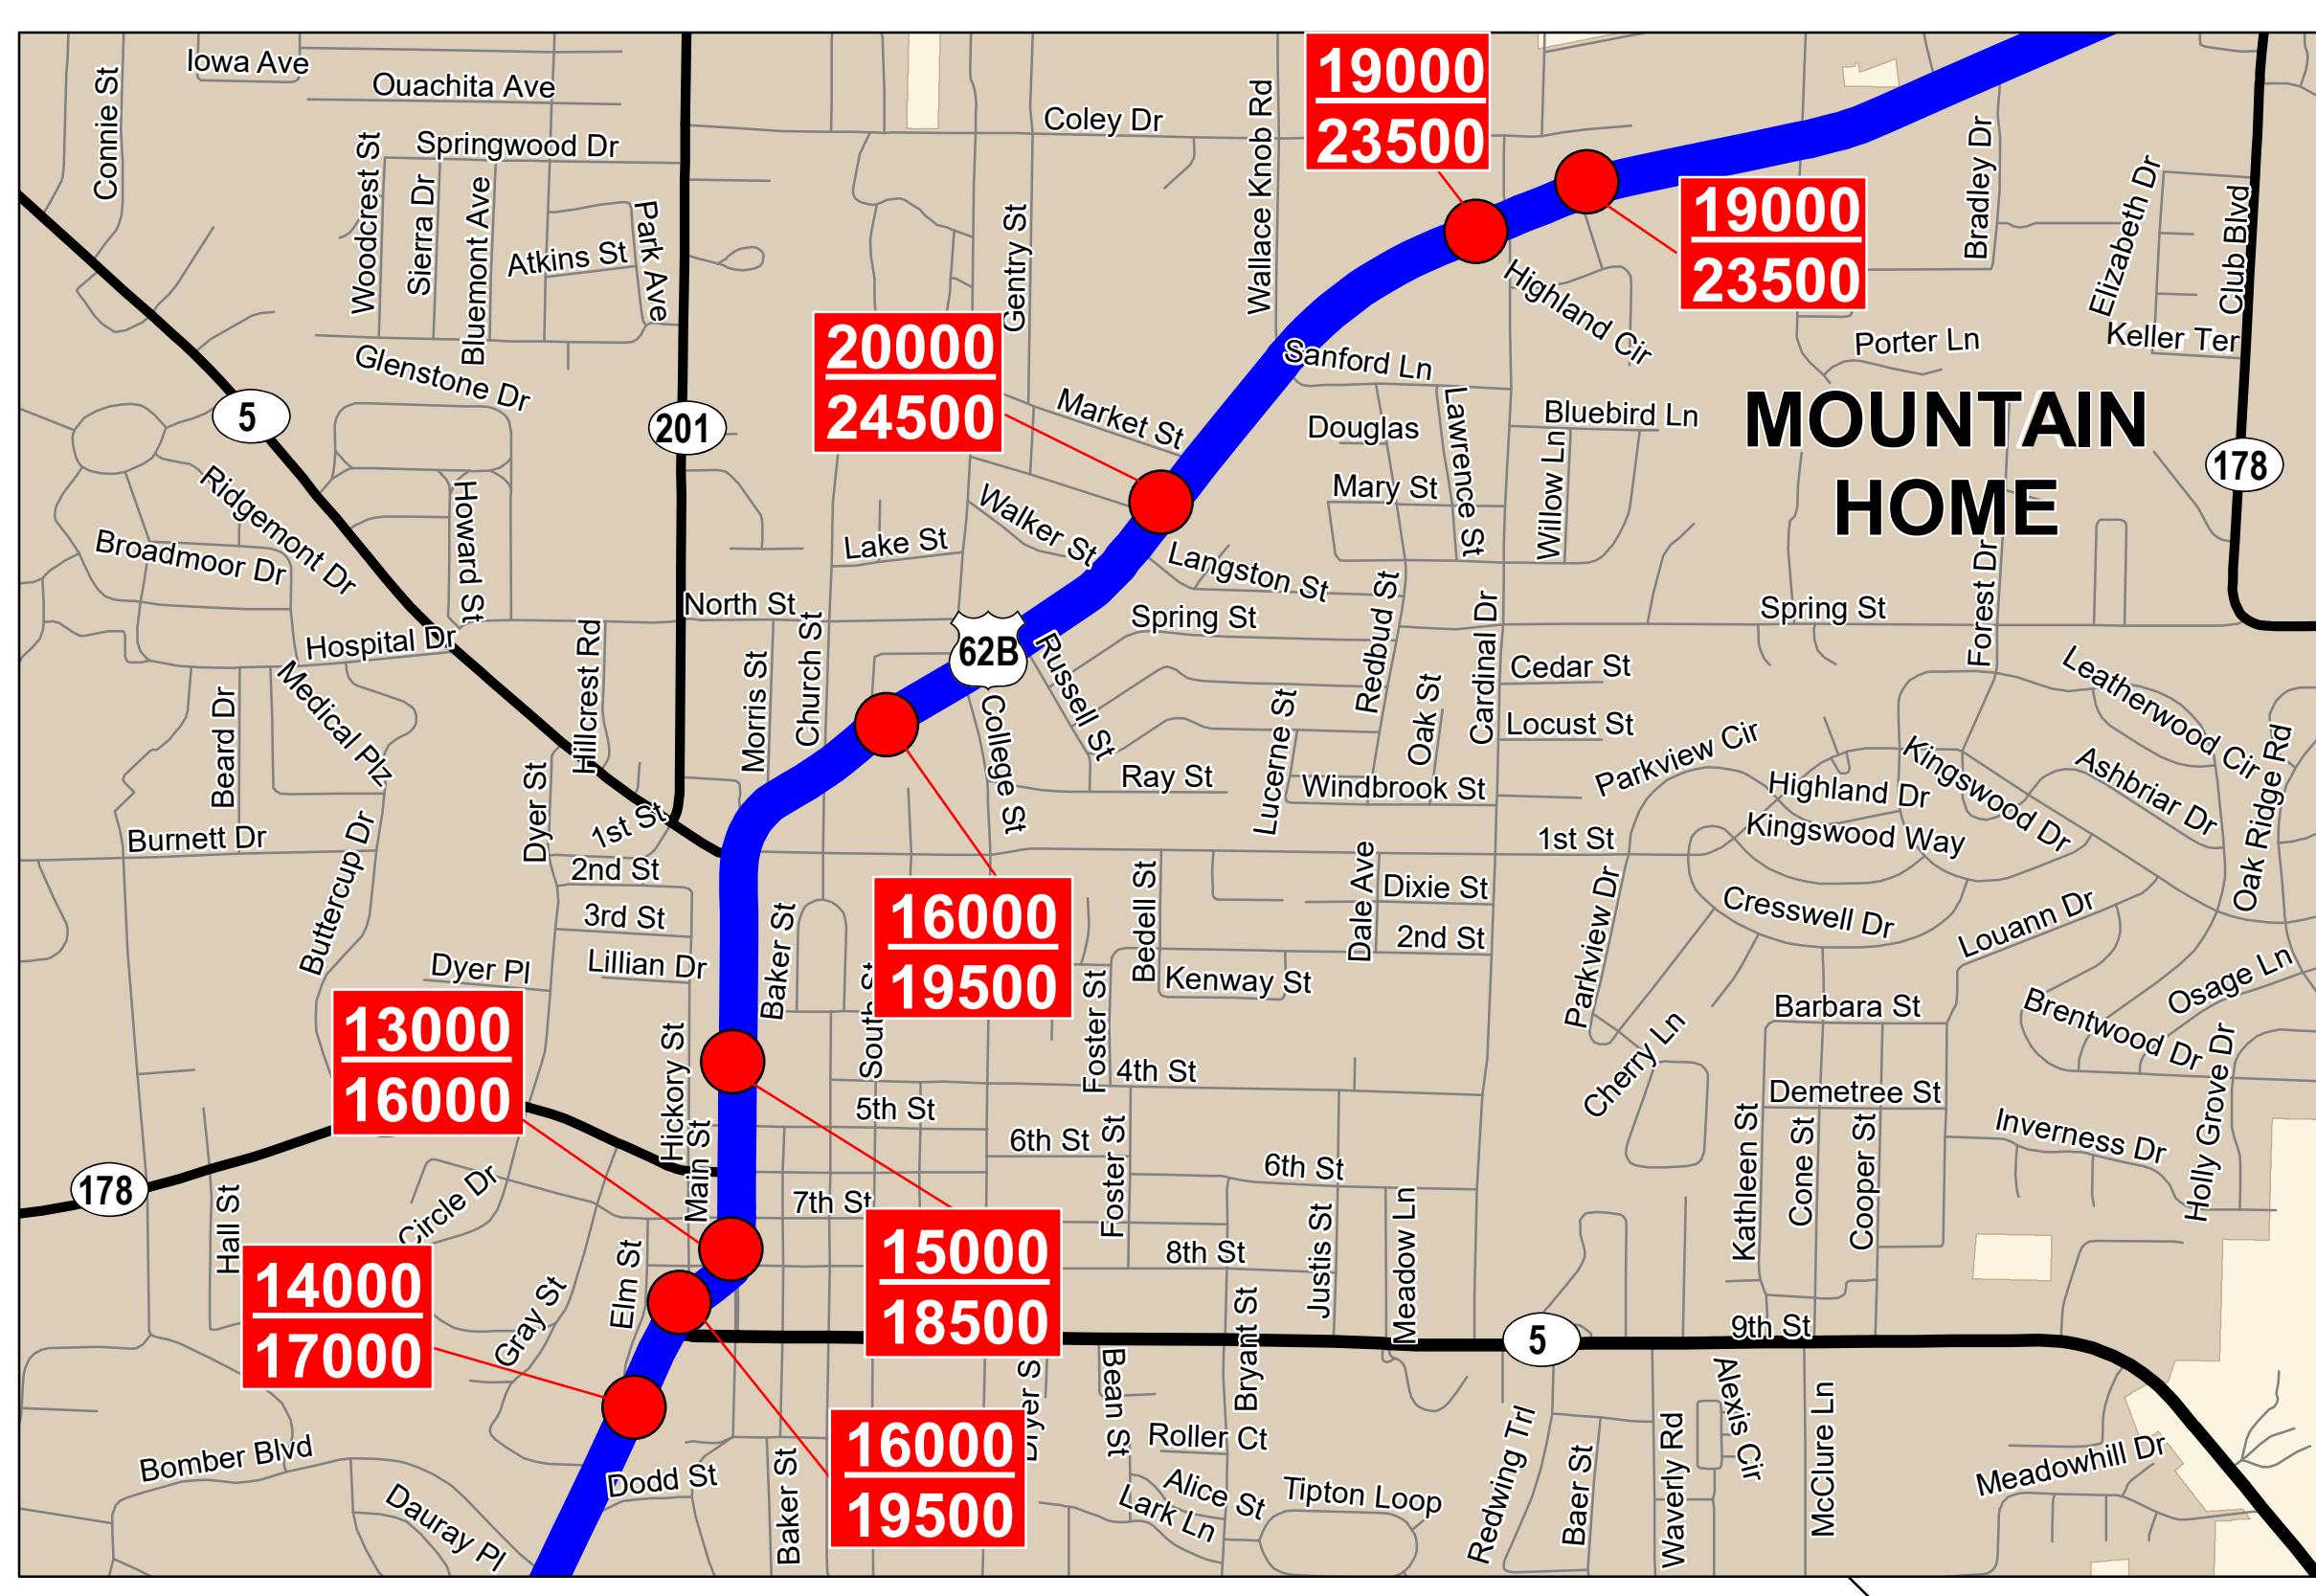 Iowa Ave
Ouachita Ave
Connie St
Springwood Dr
Woodcrest St
Sierra Dr
Bluemont Ave
Atkins St
Park Ave
Glenstone Dr
Coley Dr
Gentry St
Wallace Knob Rd
19000
23500
19000
23500
Bradley Dr
Elizabeth Dr
Club Blvd
Keller Ter
Porter Ln
Highland Cir
Sanford Ln
20000
24500
Market St
Douglas
Lawrence St
Bluebird Ln
Willow Ln
Mary St
MOUNTAIN
HOME
5
201
178
Ridgemont Dr
Howard St
Broadmoor Dr
Walker St
Lake St
Langston St
North St
Spring St
Redbud St
Cardinal Dr
Spring St
Forest Dr
Hospital Dr
Hillcrest Rd
Medical Plz
Beard Dr
Morris St
Church St
62B
Russell St
College St
Cedar St
Locust St
Oak St
Lucerne St
Ray St
Windbrook St
Parkview Cir
Leatherwood Cir
Kingswood Dr
Ashbriar Dr
Oak Ridge Rd
Highland Dr
Kingswood Way
Burnett Dr
Buttercup Dr
Dyer St
1st St
2nd St
3rd St
Lillian Dr
Dyer Pl
1st St
Bedell St
Dale Ave
Dixie St
2nd St
Kenway St
Foster St
Parkview Dr
Cresswell Dr
Louann Dr
Osage Ln
Brentwood Dr
Barbara St
Baker St
South St
16000
19500
13000
16000
Hickory St
Main St
4th St
5th St
6th St
6th St
Cherry Ln
Demetree St
Kathleen St
Cone St
Cooper St
Inverness Dr
Holly Grove Dr
178
Hall St
Circle Dr
7th St
Foster St
8th St
Justis St
Meadow Ln
Elm St
Gray St
14000
17000
15000
18500
Bryant St
5
9th St
Bean St
16000
19500
Roller Ct
Alice St
Lark Ln
Tipton Loop
Redwing Trl
Baer St
Waverly Rd
Alexis Cir
McClure Ln
Meadowhill Dr
Bomber Blvd
Dauray Pl
Dodd St
Baker St